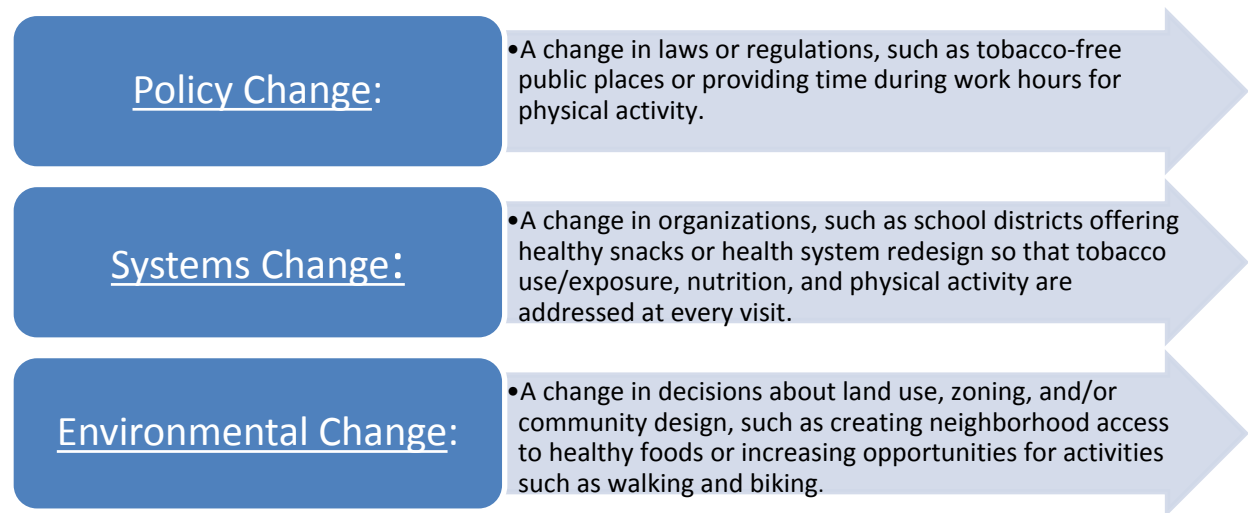 Policy Change:
•A change in laws or regulations, such as tobacco-free
public places or providing time during work hours for
physical activity.
Systems Change:
•A change in organizations, such as school districts offering
healthy snacks or health system redesign so that tobacco
use/exposure, nutrition, and physical activity are
addressed at every visit.
Environmental Change:
•A change in decisions about land use, zoning, and/or
community design, such as creating neighborhood access
to healthy foods or increasing opportunities for activities
such as walking and biking.